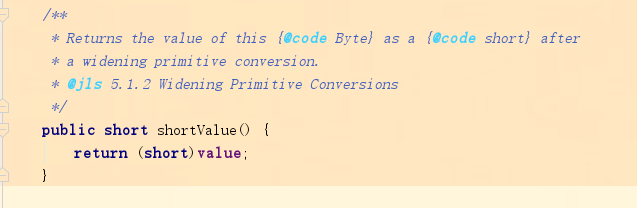 /**
* Returns the value of this {@code Byte} as a {@code short} after
* a widening primitive conversion.
* @jls 5.1.2 Widening Primitive Conversions
*/
public short shortValue() {
return (short)value;
}